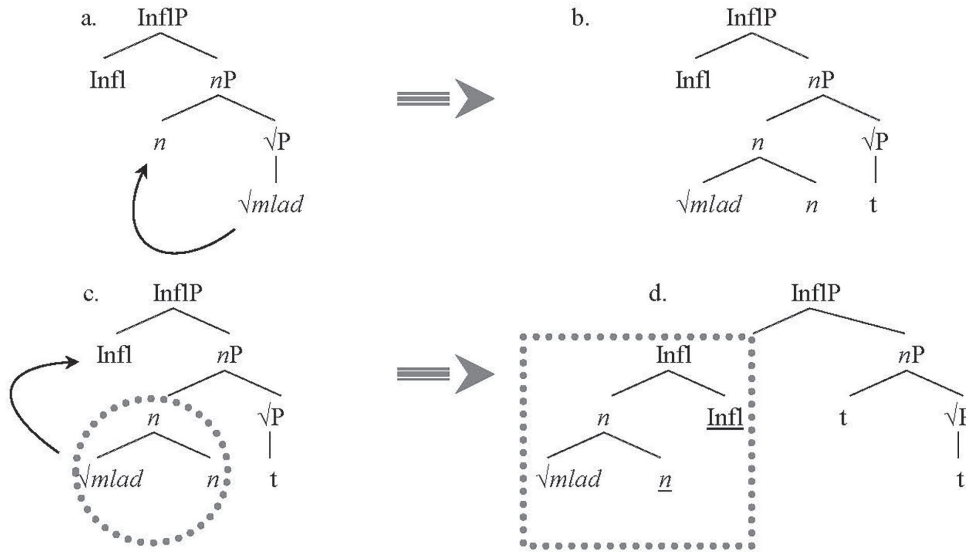 a. InflP b. InflP
Infl nP Infl nP
n √P n √P
√mlad √mlad n t
c. InflP d. InflP
Infl nP Infl nP
n √P n Infl t √P
√mlad n t √mlad n t